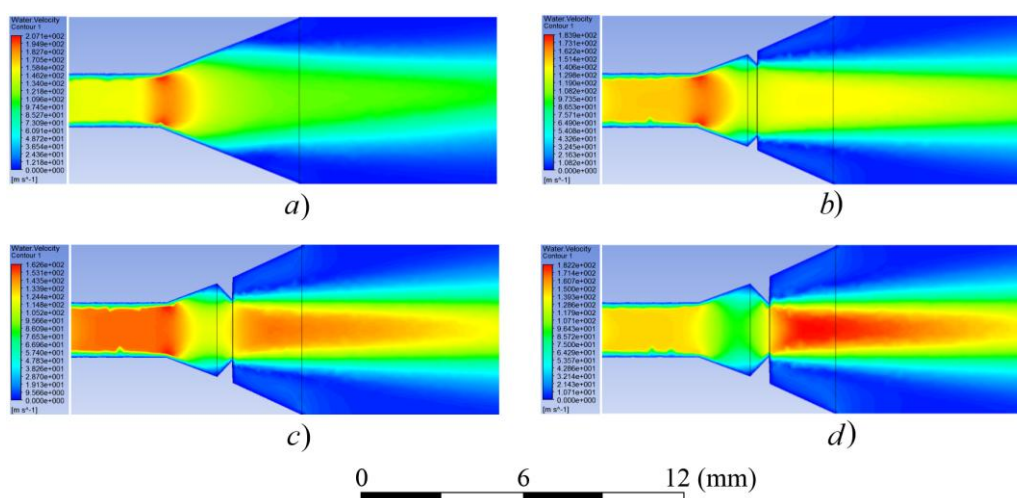 Water.Velocity
Contour 1
2.071e+002
1.949e+002
1.827e+002
1.705e+002
1.584e+002
1.462e+002
1.340e+002
1.218e+002
1.096e+002
9.745e+001
8.527e+001
7.309e+001
6.091e+001
4.872e+001
3.654e+001
2.436e+001
1.218e+001
0.000e+000
[m s^-1]
a)
Water.Velocity
Contour 1
1.839e+002
1.731e+002
1.622e+002
1.514e+002
1.406e+002
1.298e+002
1.190e+002
1.082e+002
9.735e+001
8.653e+001
7.571e+001
6.490e+001
5.408e+001
4.326e+001
3.245e+001
2.163e+001
1.082e+001
0.000e+000
[m s^-1]
b)
Water.Velocity
Contour 1
1.626e+002
1.531e+002
1.435e+002
1.339e+002
1.244e+002
1.148e+002
1.052e+002
9.566e+001
8.609e+001
7.653e+001
6.696e+001
5.740e+001
4.783e+001
3.826e+001
2.870e+001
1.913e+001
9.566e+000
0.000e+000
[m s^-1]
c)
Water.Velocity
Contour 1
1.822e+002
1.714e+002
1.607e+002
1.500e+002
1.393e+002
1.286e+002
1.179e+002
1.071e+002
9.643e+001
8.572e+001
7.500e+001
6.429e+001
5.357e+001
4.286e+001
3.214e+001
2.143e+001
1.071e+001
0.000e+000
[m s^-1]
d)
0 6 12 (mm)